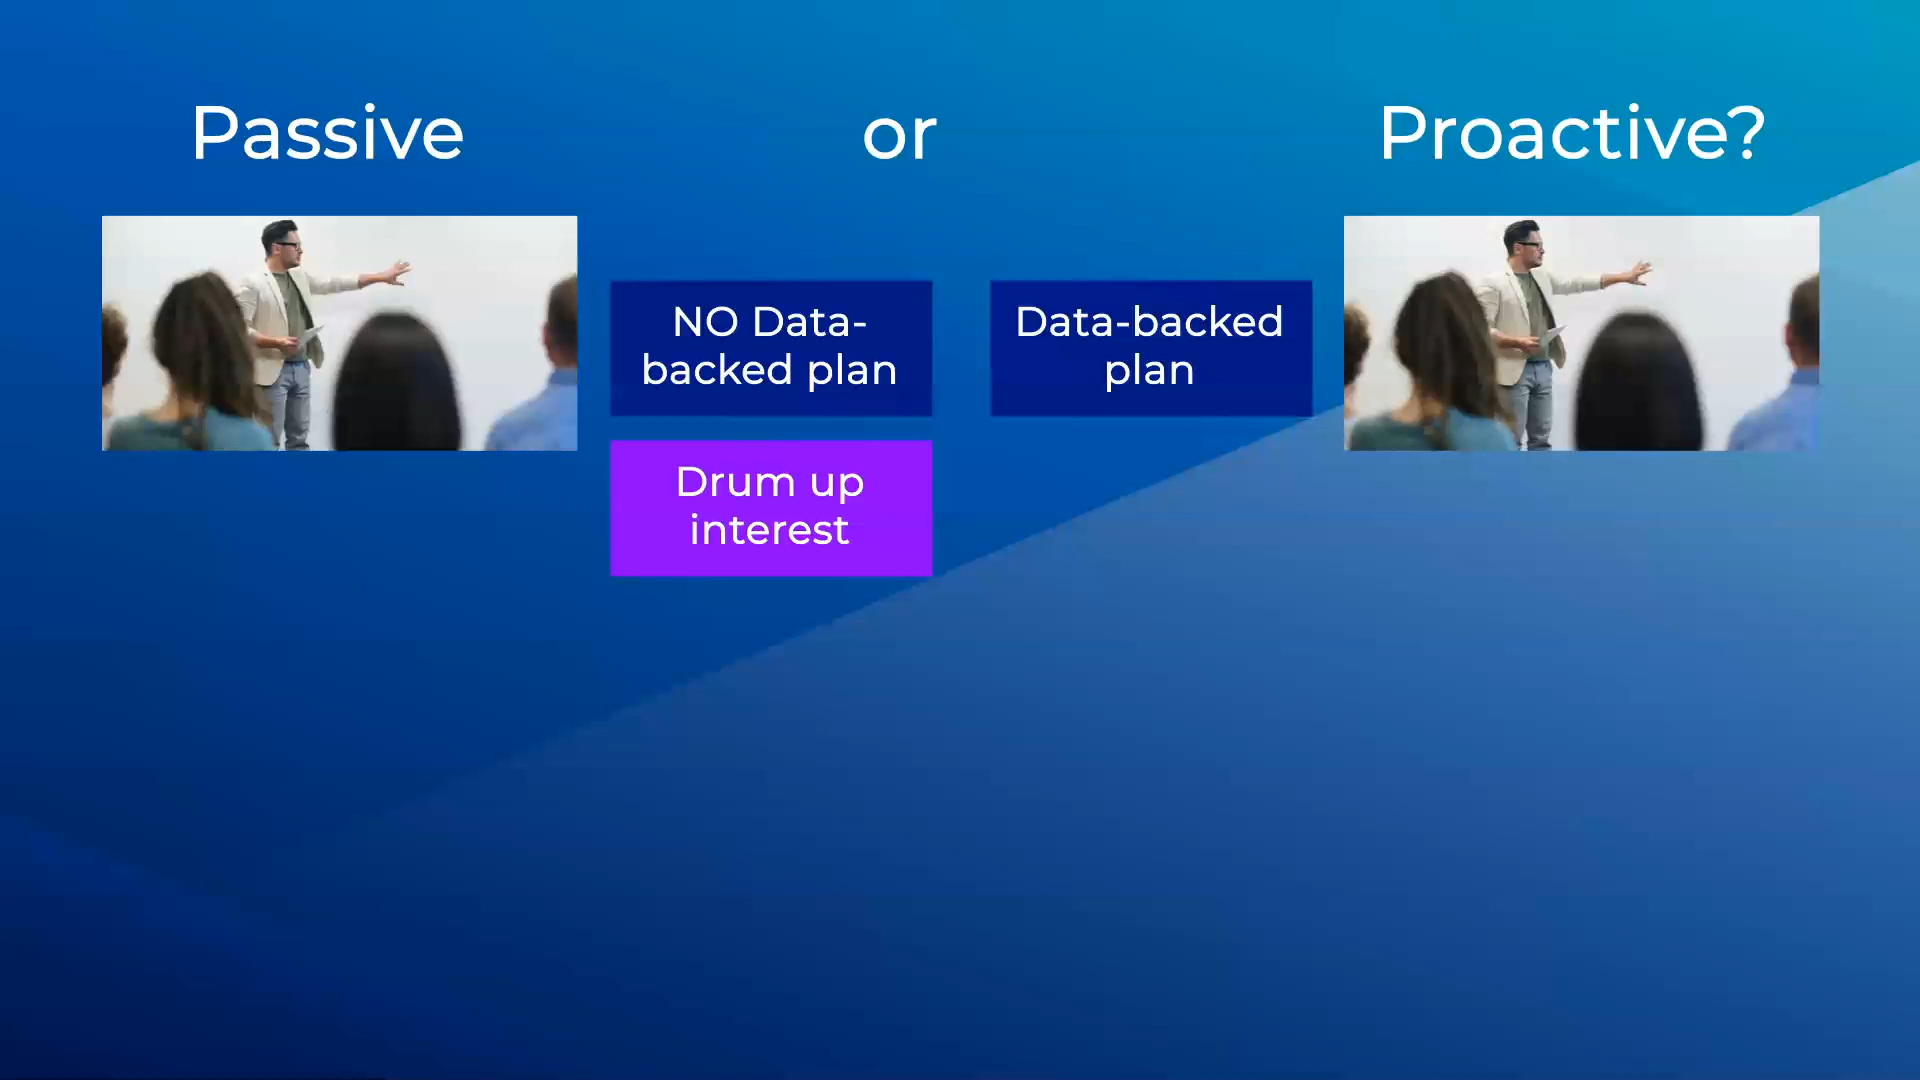 Passive or Proactive?
NO Data-
backed plan
Data-backed
plan
Drum up
interest